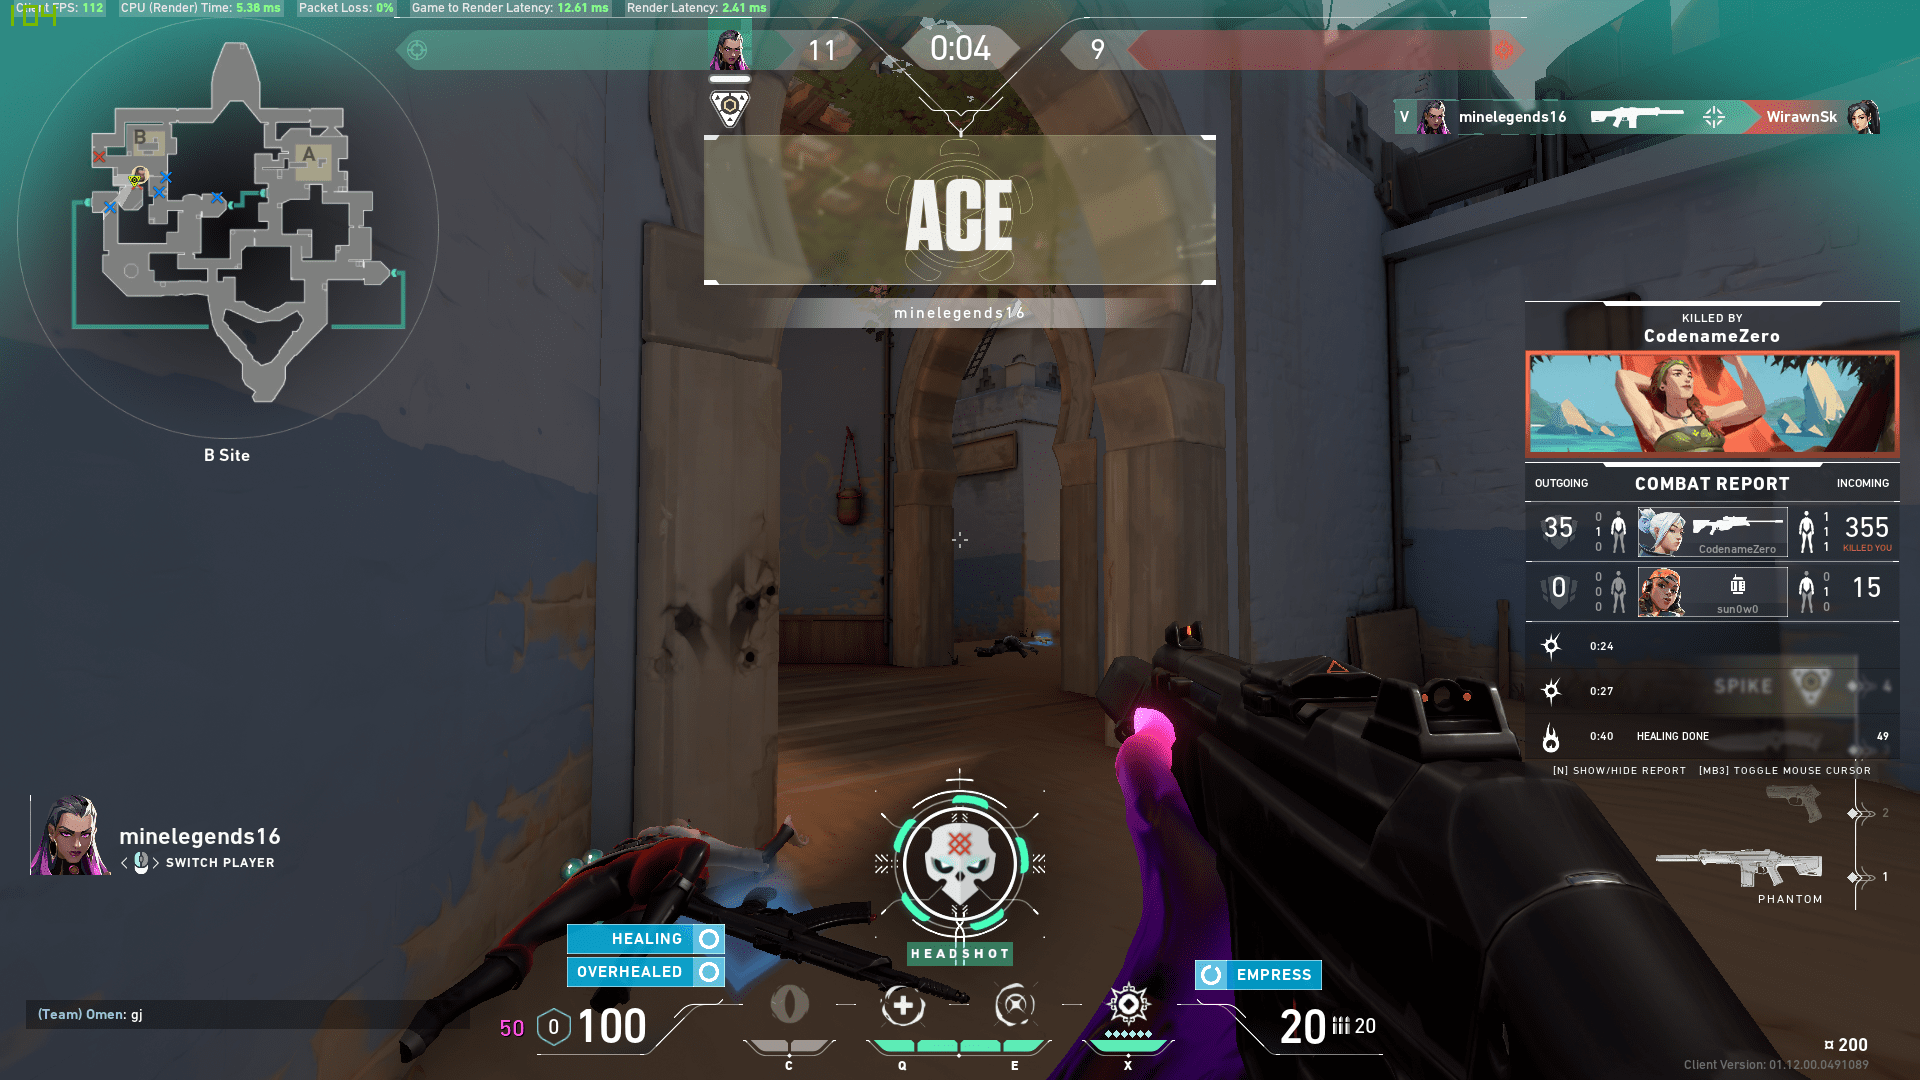 Client FPS: 112 CPU (Render) Time: 5.38 ms Packet Loss: 0% Game to Render Latency: 12.61 ms Render Latency: 2.41 ms
11 0:04 9
V minelegends16 WirawnSk
B
A
ACE
minelegends16
B Site
KILLED BY
CodenameZero
OUTGOING COMBAT REPORT INCOMING
35 0 1 0 CodenameZero 1 1 1 355 KILLED YOU
0 0 0 0 sun0w0 0 1 0 15
0:24
0:27
SPIKE 4
0:40 HEALING DONE 49
[N] SHOW/HIDE REPORT [MB3] TOGGLE MOUSE CURSOR
2
minelegends16
SWITCH PLAYER
1
PHANTOM
HEALING
OVERHEALED
HEADSHOT
EMPRESS
(Team) Omen: gj
50 0 100
20 20
C Q E X
¤ 200
Client Version: 01.12.00.0491089